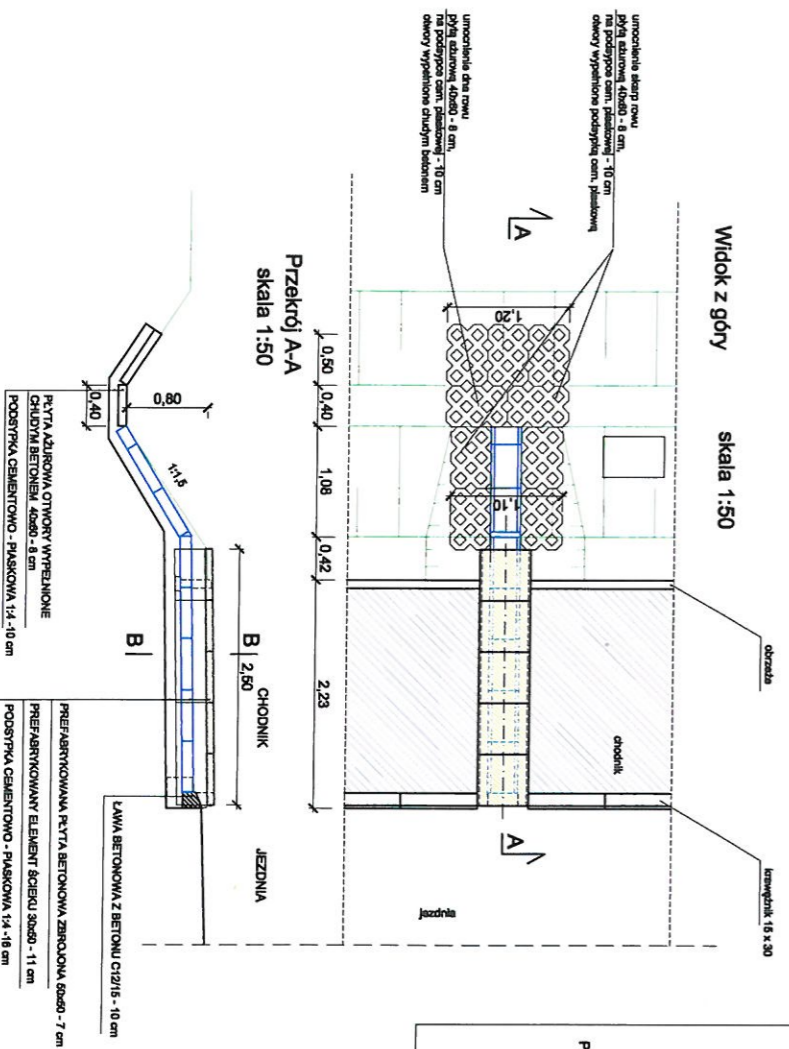 Widok z góry
skala 1:50
umocnienie skarp rowu
płytą ażurową 40x60 - 8 cm,
na podsypce cem. piaskowej - 10 cm
otwory wypełnione podsypką cem. piaskową
umocnienie dna rowu
płytą ażurową 40x60 - 8 cm,
na podsypce cem. piaskowej - 10 cm
otwory wypełnione chudym betonem
obrzeże
krawężnik 15 x 30
chodnik
jezdnia
A
A
1,20
1,10
0,50
0,40
1,08
0,42
2,23
Przekrój A-A
skala 1:50
0,80
0,40
1:1,5
B
B
2,50
CHODNIK
JEZDNIA
PŁYTA AŻUROWA OTWORY WYPEŁNIONE
CHUDYM BETONEM 40x60 - 8 cm
PODSYPKA CEMENTOWO - PIASKOWA 1:4 -10 cm
ŁAWA BETONOWA Z BETONU C12/15 - 10 cm
PREFABRYKOWANA PŁYTA BETONOWA ZBROJONA 50x50 - 7 cm
PREFABRYKOWANY ELEMENT ŚCIEKU 30x50 - 11 cm
PODSYPKA CEMENTOWO - PIASKOWA 1:4 -16 cm
P